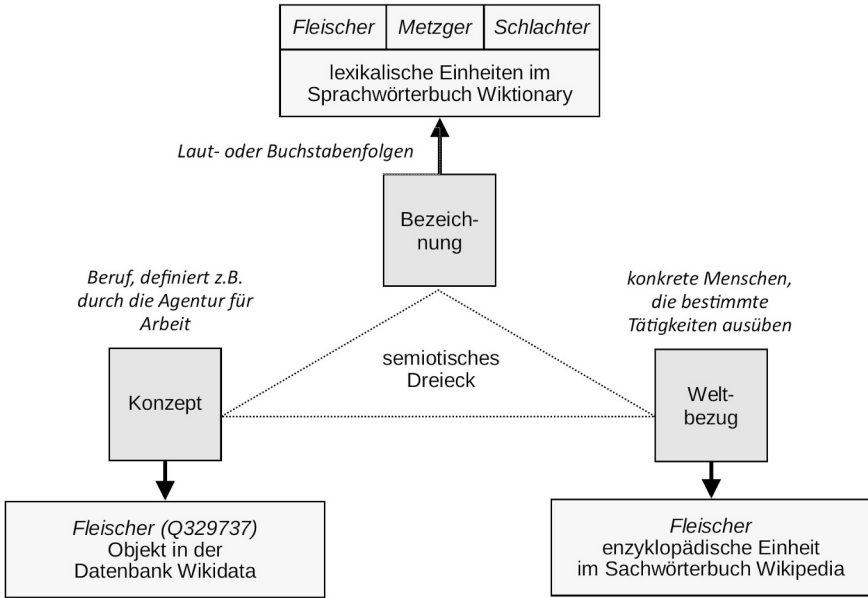 Fleischer Metzger Schlachter
lexikalische Einheiten im
Sprachwörterbuch Wiktionary
Laut- oder Buchstabenfolgen
Bezeich-
nung
Beruf, definiert z.B.
durch die Agentur für
Arbeit
konkrete Menschen,
die bestimmte
Tätigkeiten ausüben
semiotisches
Dreieck
Konzept
Welt-
bezug
Fleischer (Q329737)
Objekt in der
Datenbank Wikidata
Fleischer
enzyklopädische Einheit
im Sachwörterbuch Wikipedia